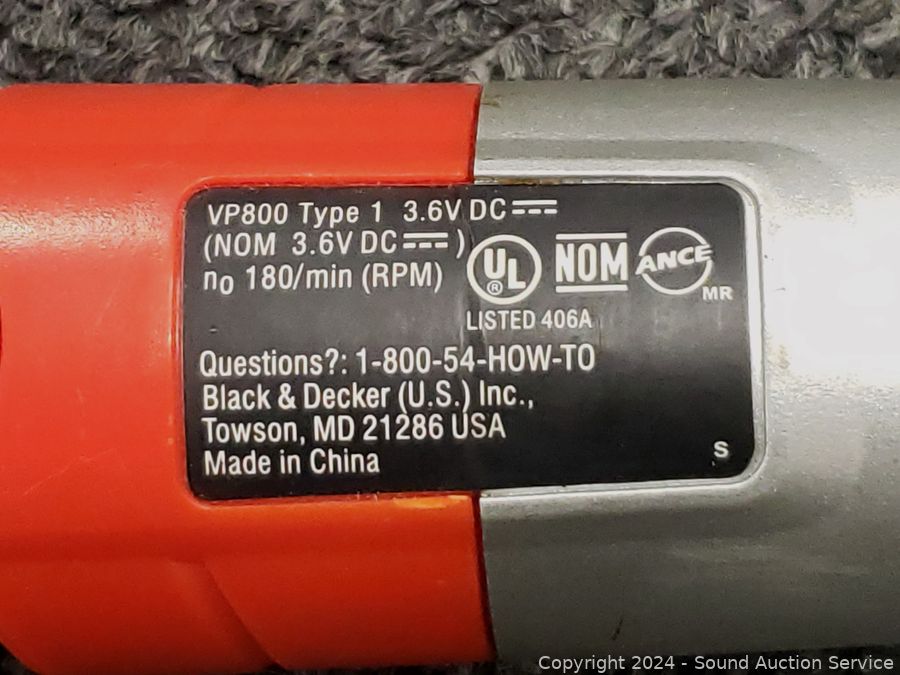 VP800 Type 1 3.6V DC
(NOM 3.6V DC )
no 180/min (RPM)
UL ® NOM ANCE MR
LISTED 406A
Questions?: 1-800-54-HOW-TO
Black & Decker (U.S.) Inc.,
Towson, MD 21286 USA
Made in China
S
Copyright 2024 - Sound Auction Service